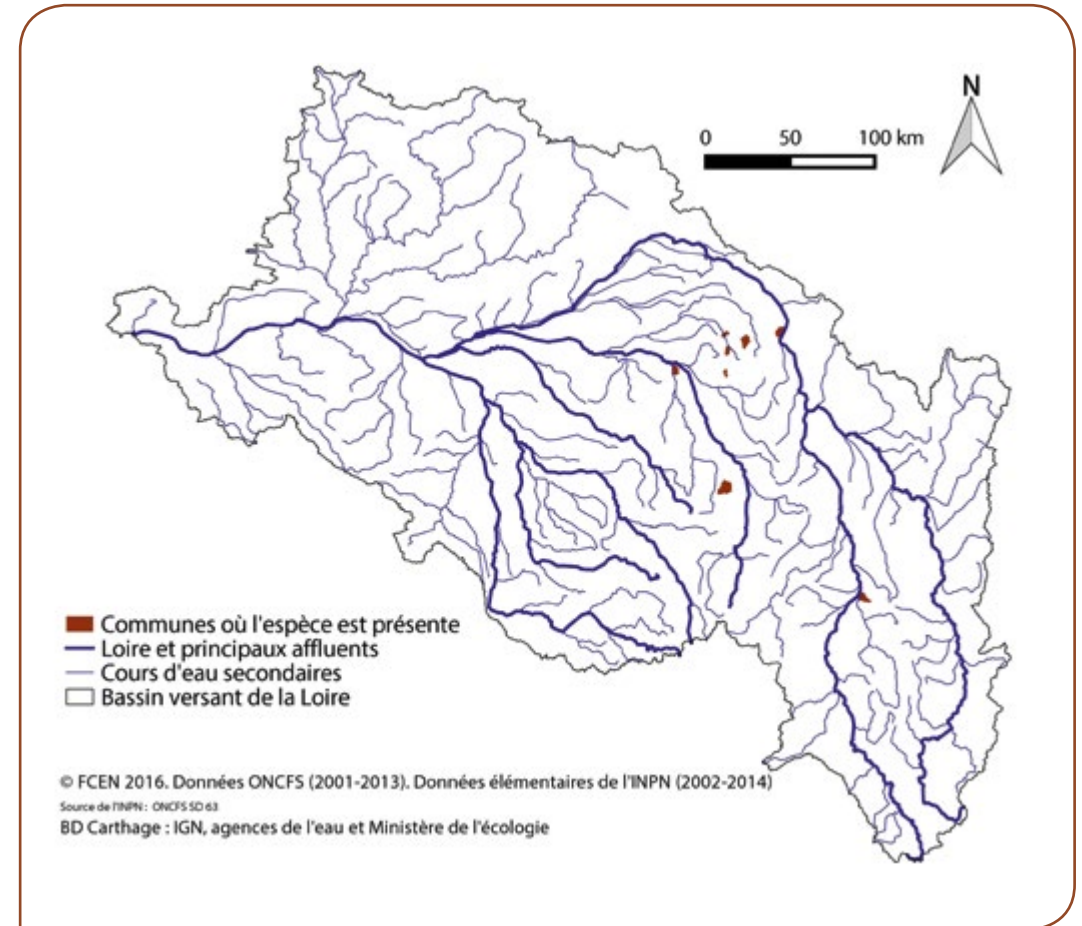 N
0 50 100 km
Communes où l'espèce est présente
Loire et principaux affluents
Cours d'eau secondaires
Bassin versant de la Loire
© FCEN 2016. Données ONCFS (2001-2013). Données élémentaires de l'INPN (2002-2014)
Source de l'INPN : ONCFS SD 63
BD Carthage : IGN, agences de l'eau et Ministère de l'écologie